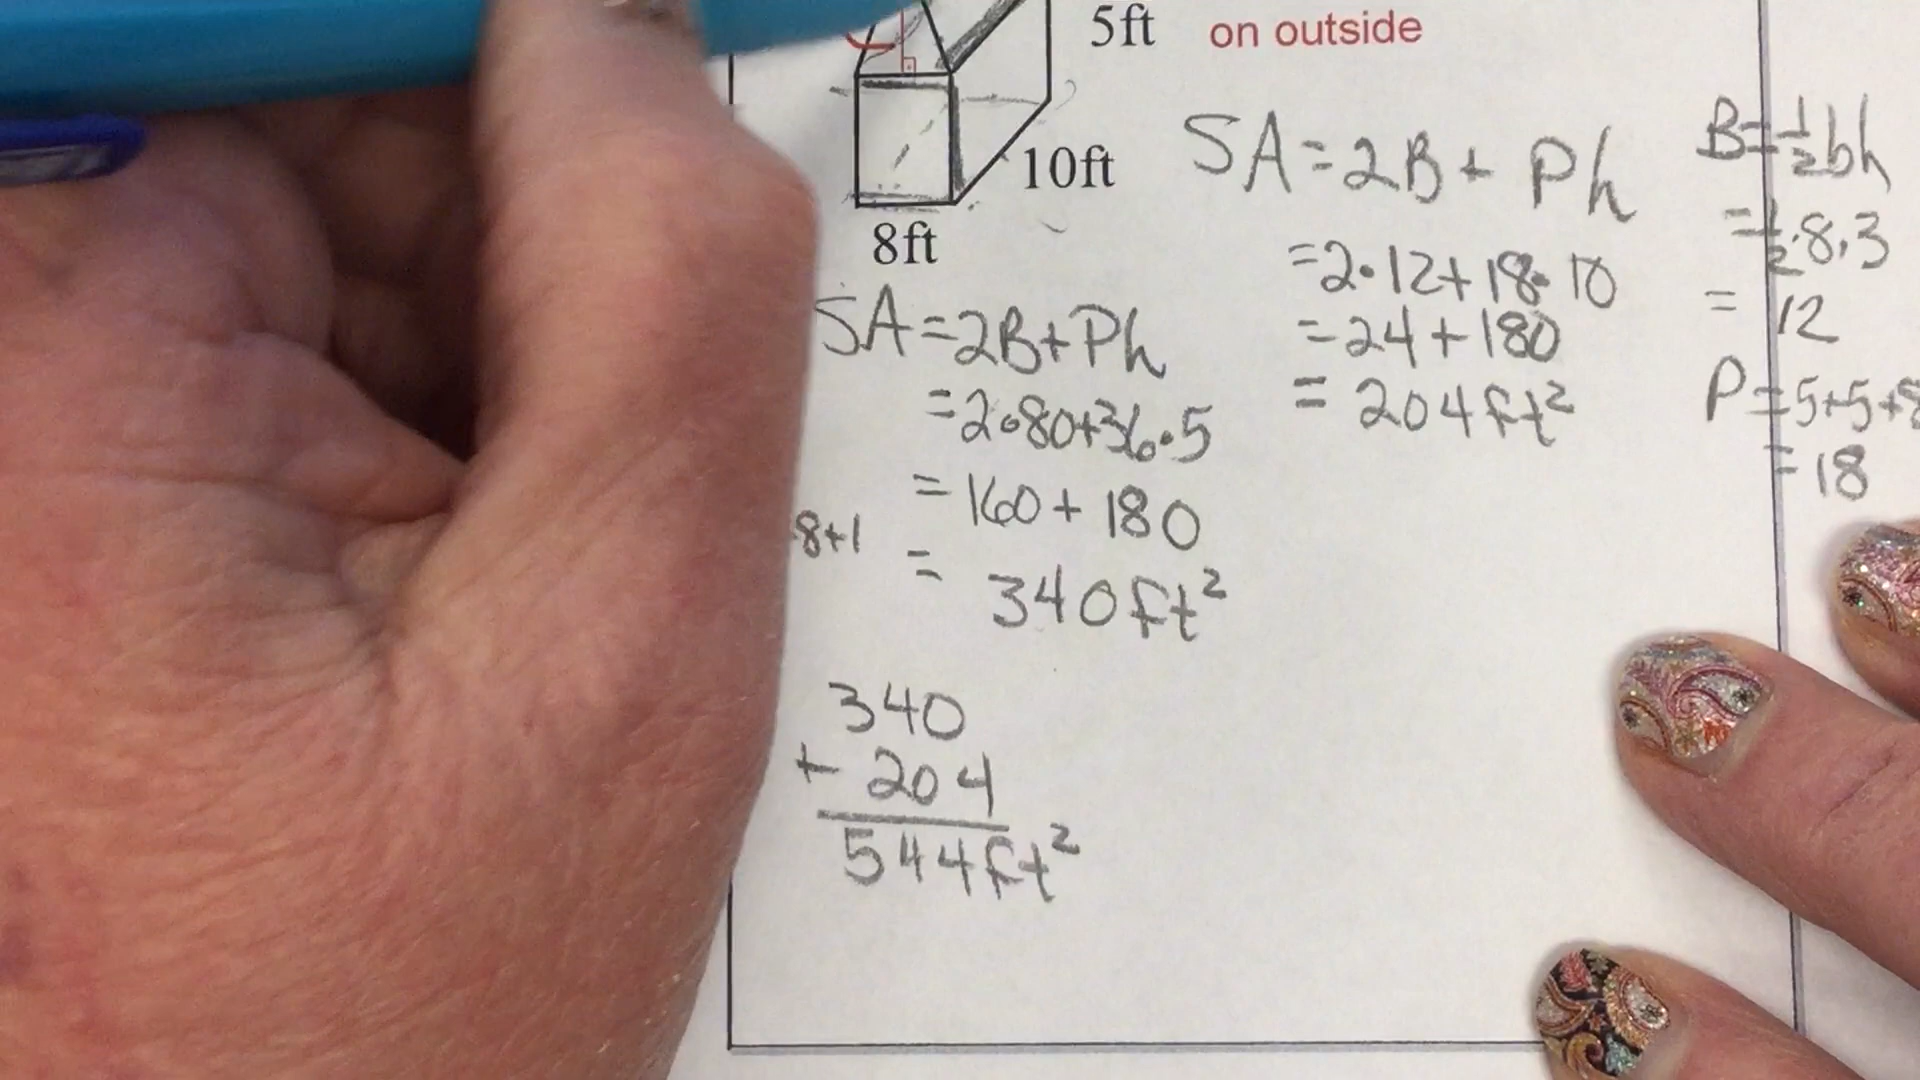 5ft
on outside
10ft
8ft
SA=2B+Ph
=2·12+18·10
=24+180
=204ft²
B=½bh
=½·8·3
=12
P=5+5+8
=18
SA=2B+Ph
=2·80+36·5
=160+180
=340ft²
8+1
340
+204
544ft²